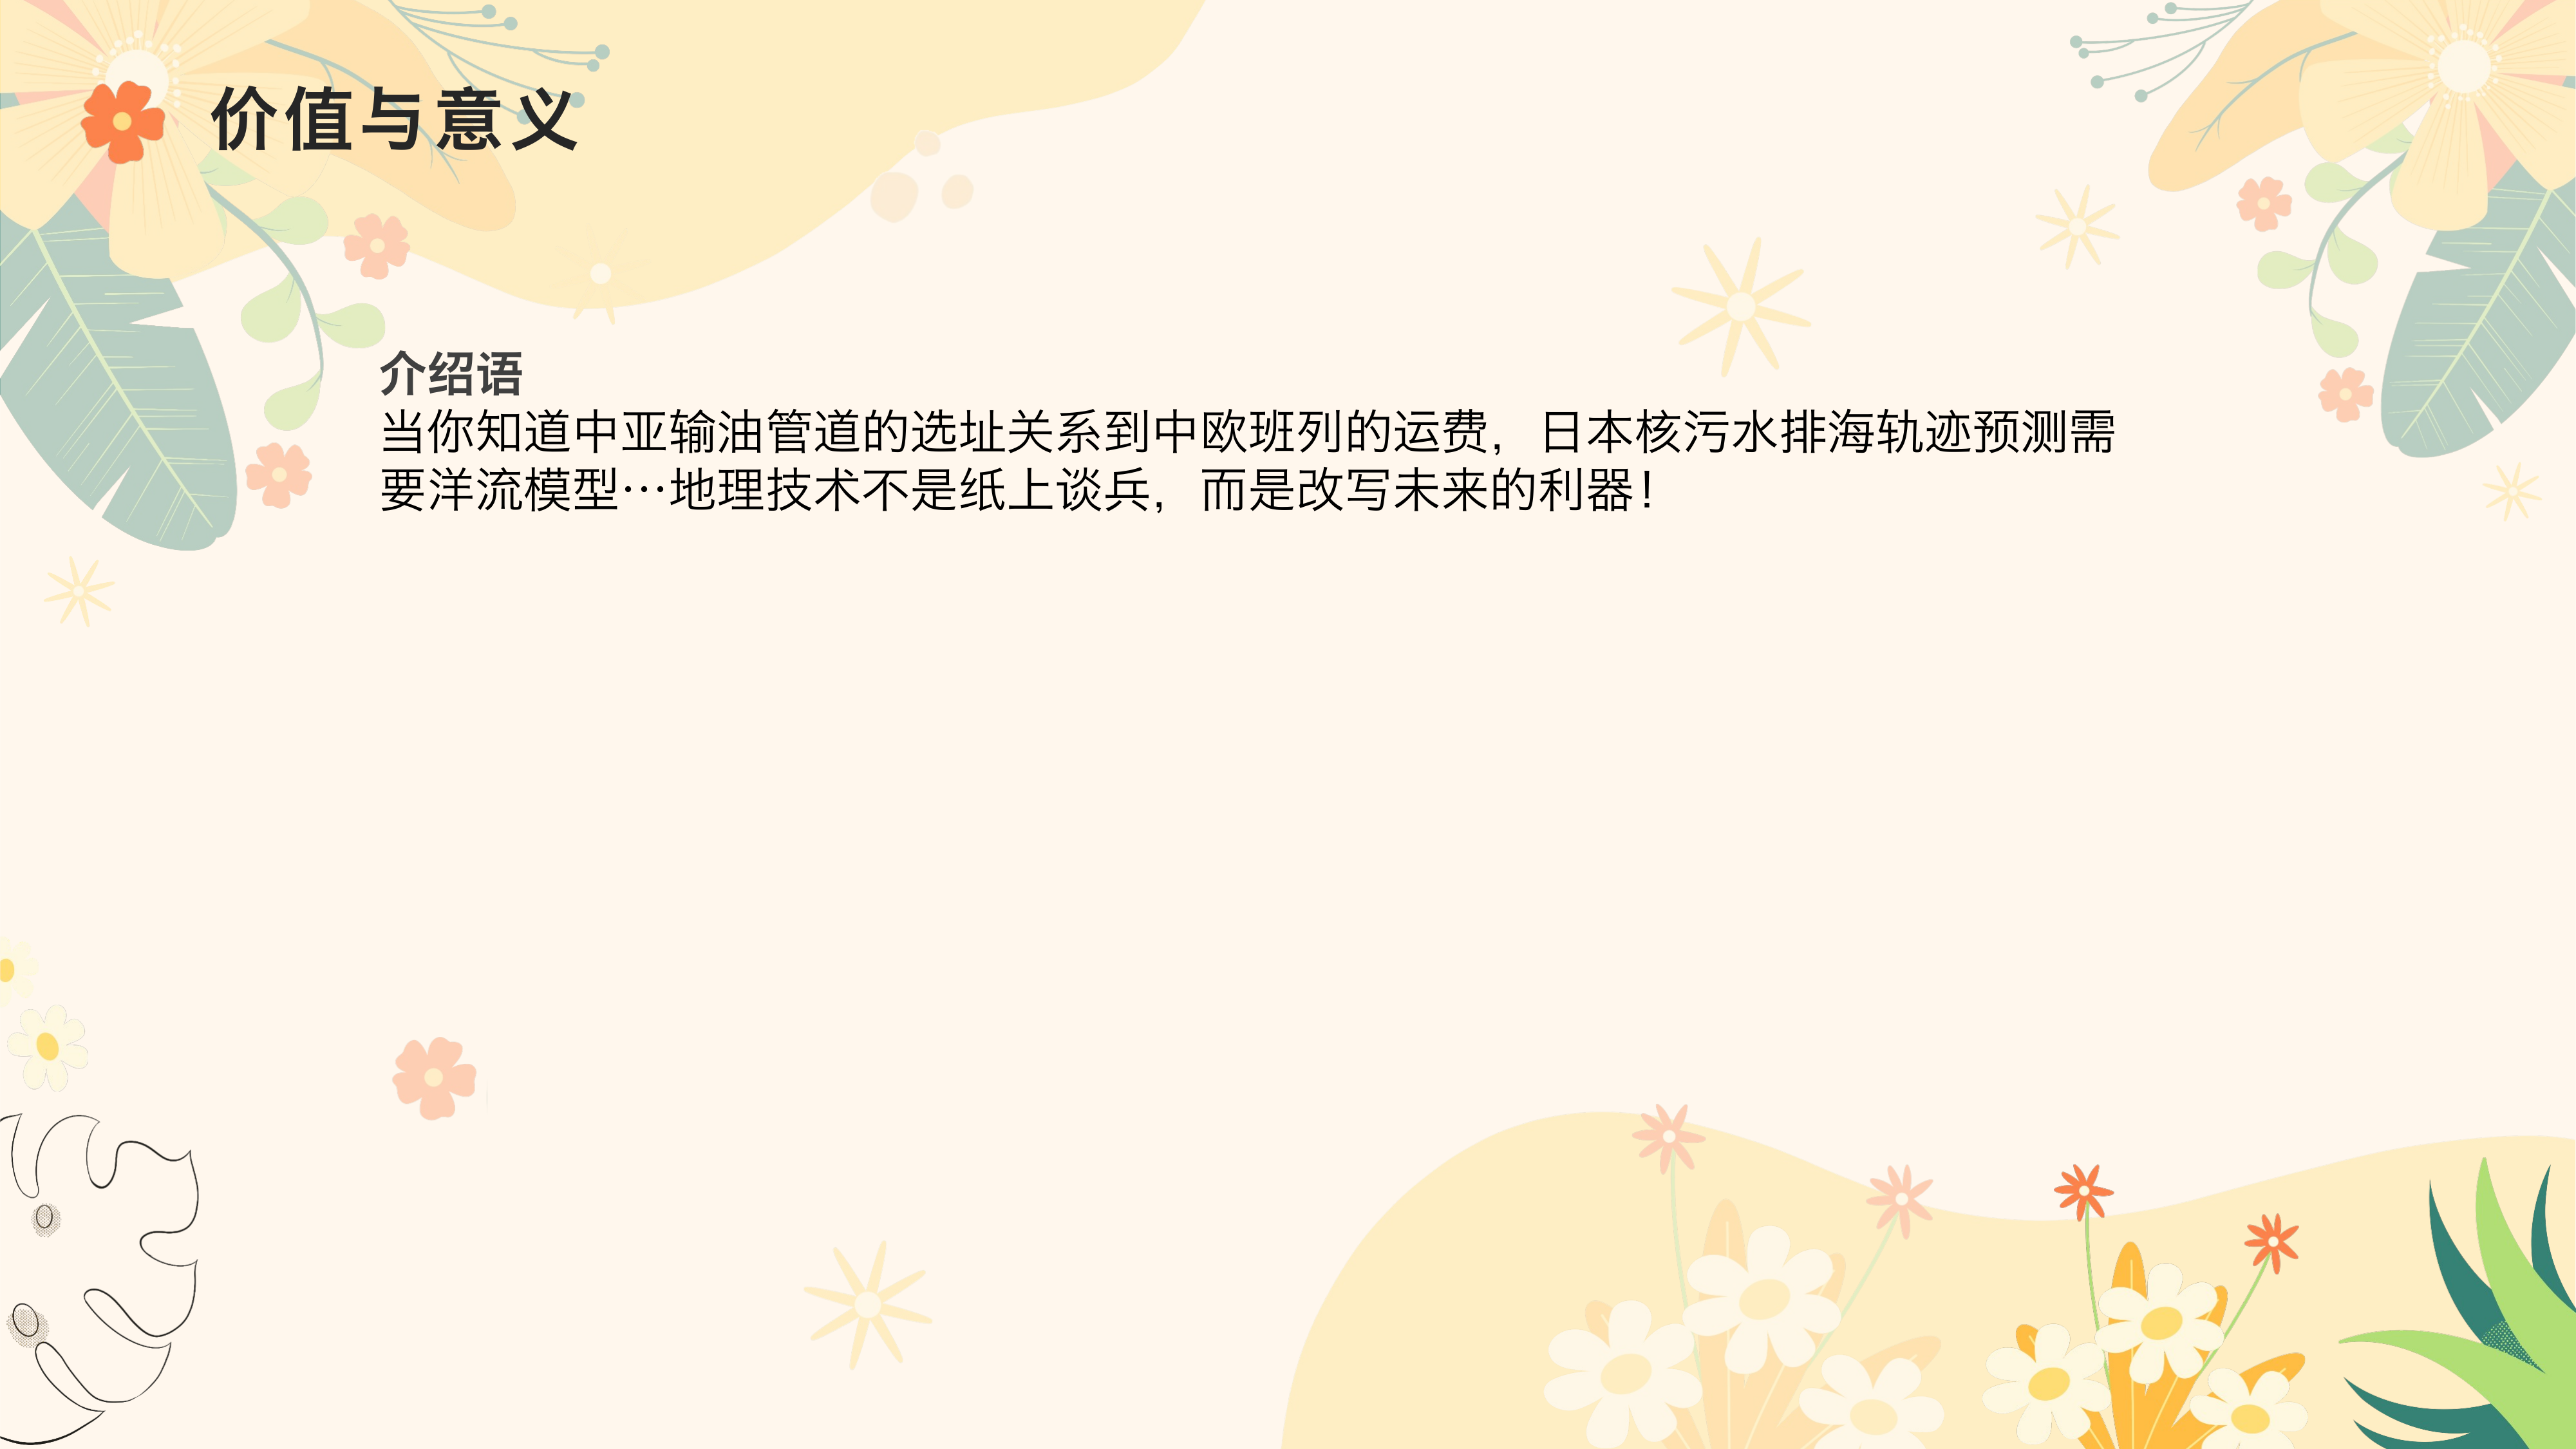 价值与意义
介绍语
当你知道中亚输油管道的选址关系到中欧班列的运费，日本核污水排海轨迹预测需
要洋流模型…地理技术不是纸上谈兵，而是改写未来的利器！